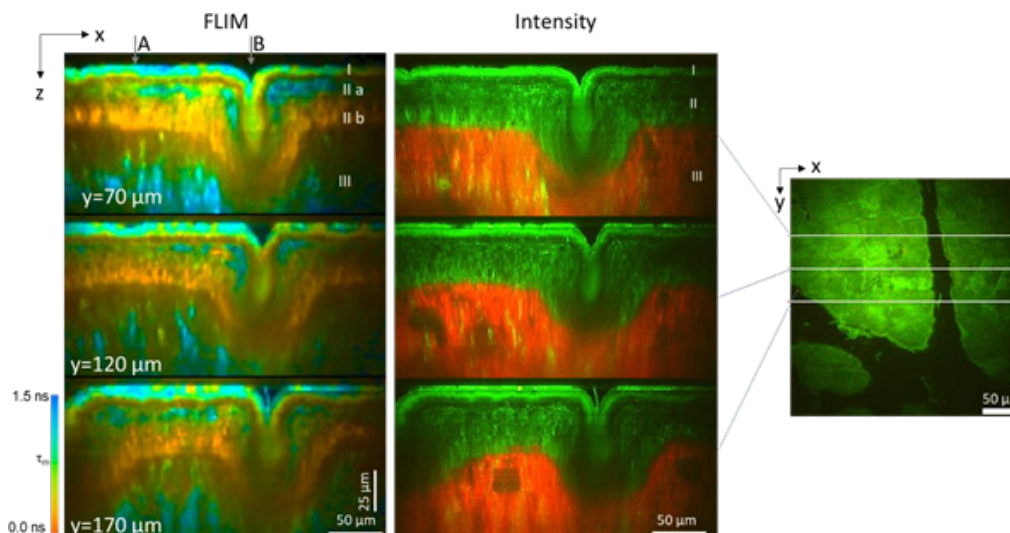 FLIM
Intensity
x
A
B
z
I
II a
II b
III
y=70 µm
I
II
III
x
y
y=120 µm
1.5 ns
τm
0.0 ns
25 µm
y=170 µm
50 µm
50 µm
50 µ